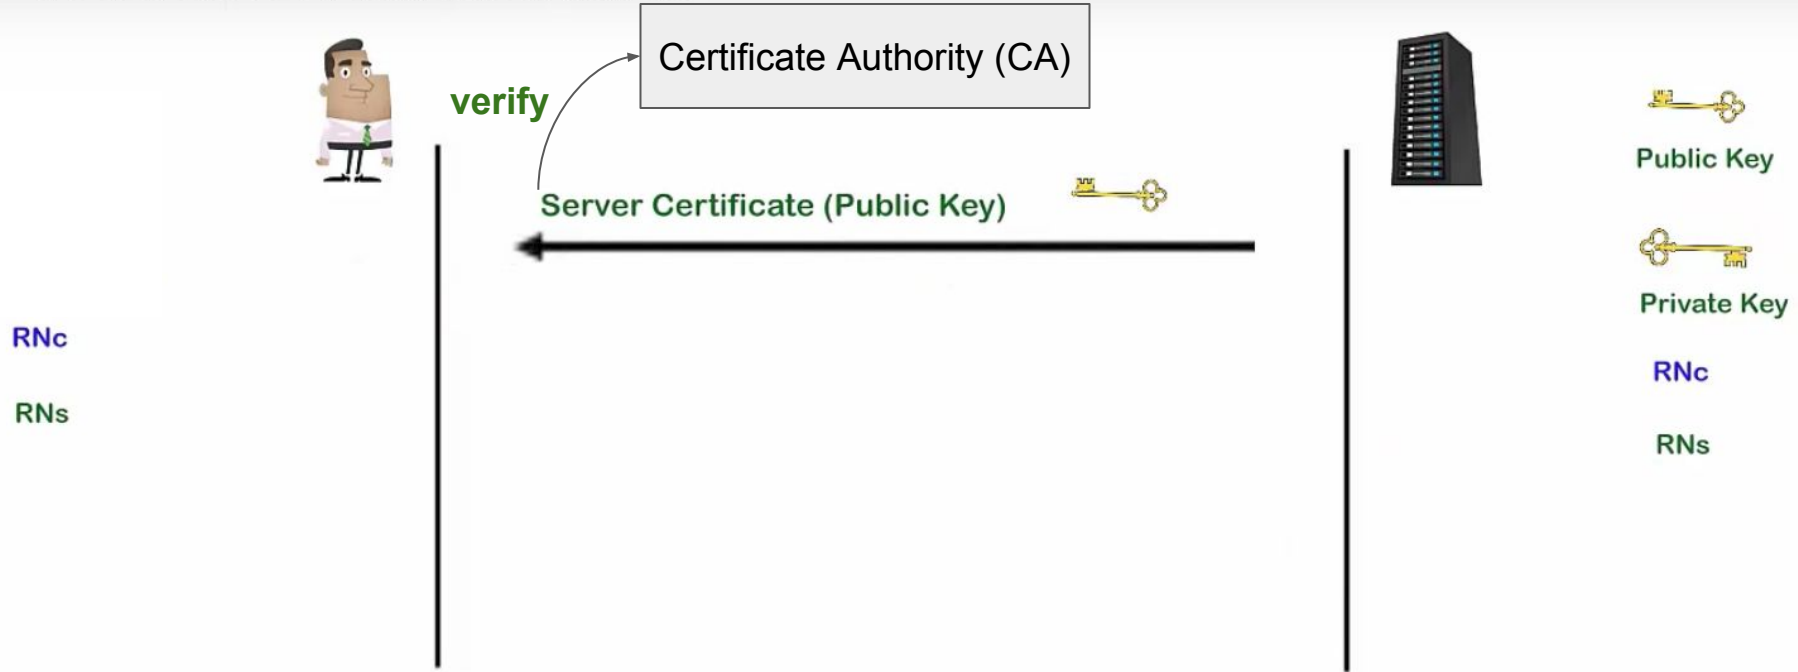 Certificate Authority (CA)
verify
Public Key
Server Certificate (Public Key)
Private Key
RNc
RNc
RNs
RNs